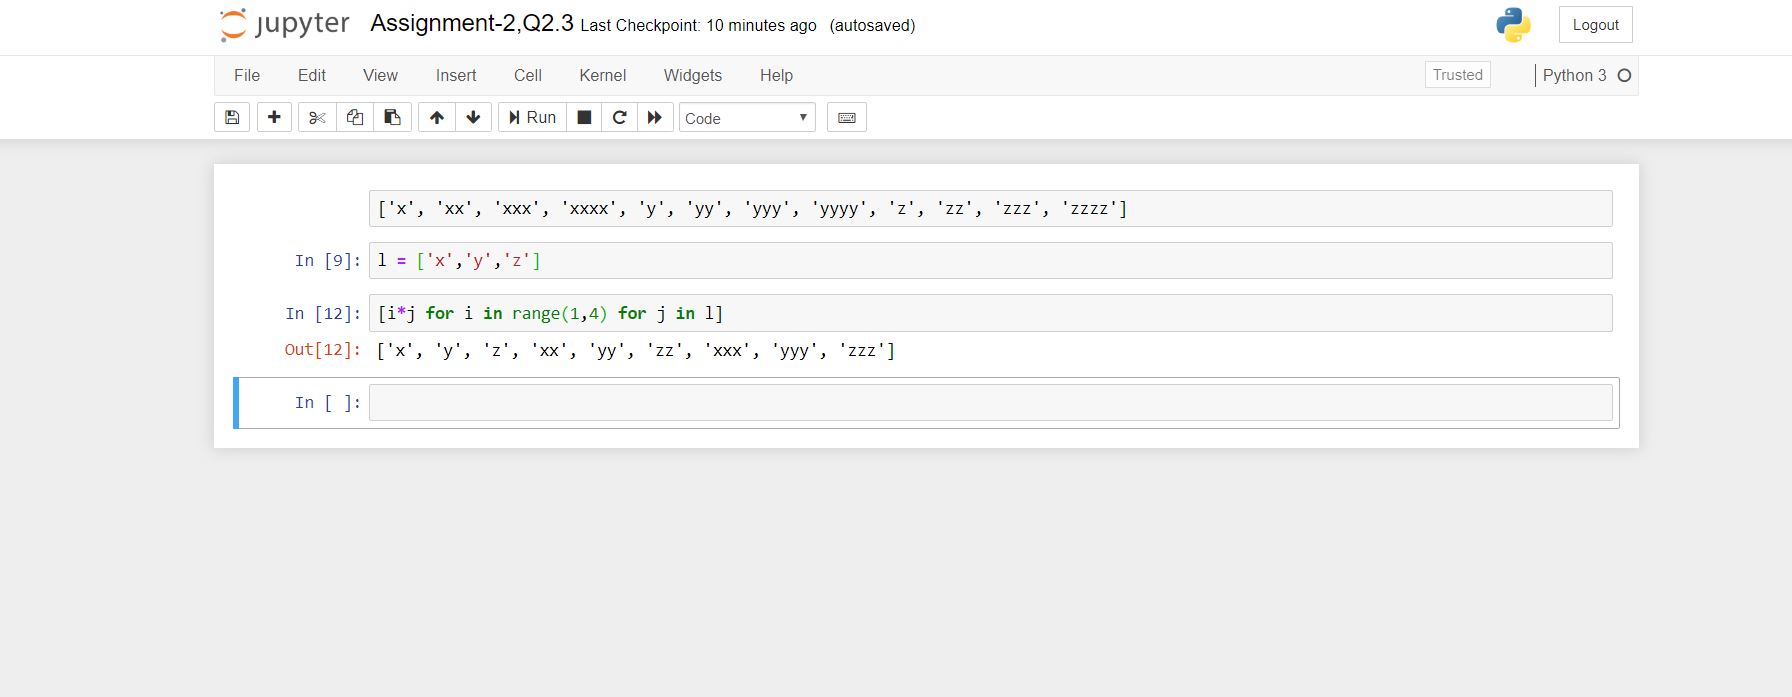 jupyter Assignment-2,Q2.3 Last Checkpoint: 10 minutes ago (autosaved) Logout
File Edit View Insert Cell Kernel Widgets Help Trusted Python 3
Run Code
['x', 'xx', 'xxx', 'xxxx', 'y', 'yy', 'yyy', 'yyyy', 'z', 'zz', 'zzz', 'zzzz']
In [9]: l = ['x','y','z']
In [12]: [i*j for i in range(1,4) for j in l]
Out[12]: ['x', 'y', 'z', 'xx', 'yy', 'zz', 'xxx', 'yyy', 'zzz']
In [ ]: